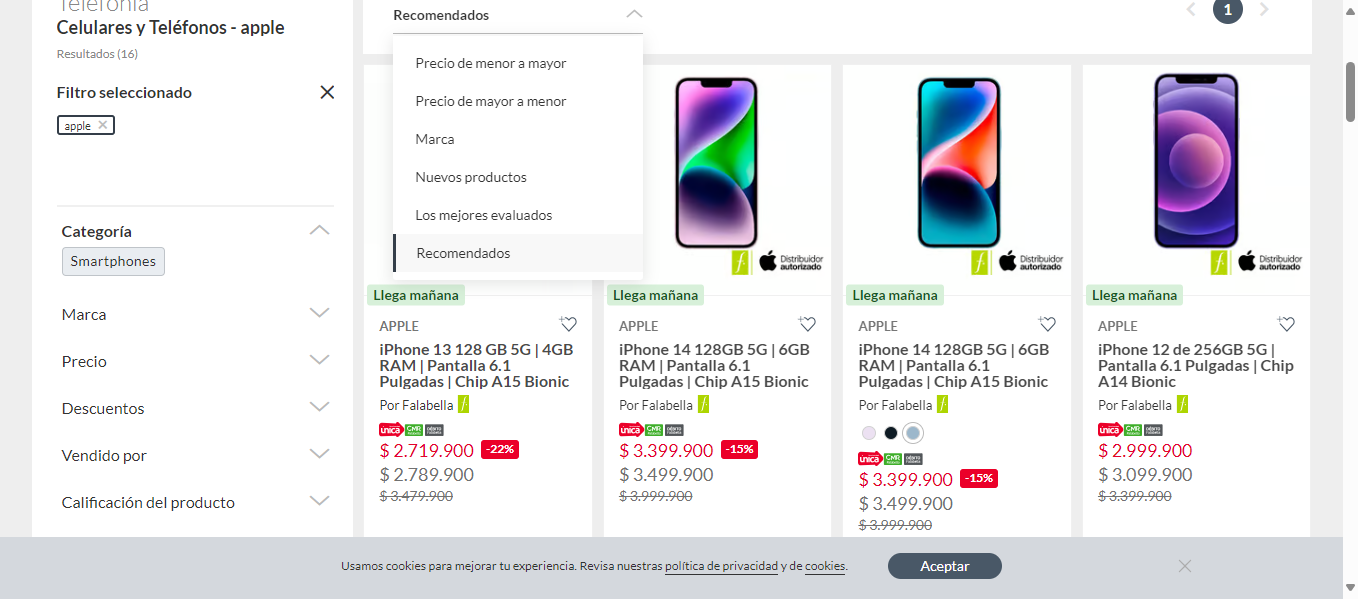 Telefonía
Celulares y Teléfonos - apple
Resultados (16)
Filtro seleccionado
apple
Categoría
Smartphones
Marca
Precio
Descuentos
Vendido por
Calificación del producto
Recomendados
Precio de menor a mayor
Precio de mayor a menor
Marca
Nuevos productos
Los mejores evaluados
Recomendados
1
Llega mañana
APPLE
iPhone 13 128 GB 5G | 4GB
RAM | Pantalla 6.1
Pulgadas | Chip A15 Bionic
Por Falabella
única CMR
$ 2.719.900 -22%
$ 2.789.900
$ 3.479.900
Distribuidor
autorizado
Llega mañana
APPLE
iPhone 14 128GB 5G | 6GB
RAM | Pantalla 6.1
Pulgadas | Chip A15 Bionic
Por Falabella
única CMR
$ 3.399.900 -15%
$ 3.499.900
$ 3.999.900
Distribuidor
autorizado
Llega mañana
APPLE
iPhone 14 128GB 5G | 6GB
RAM | Pantalla 6.1
Pulgadas | Chip A15 Bionic
Por Falabella
única CMR
$ 3.399.900 -15%
$ 3.499.900
$ 3.999.900
Distribuidor
autorizado
Llega mañana
APPLE
iPhone 12 de 256GB 5G |
Pantalla 6.1 Pulgadas | Chip
A14 Bionic
Por Falabella
única CMR
$ 2.999.900
$ 3.099.900
$ 3.399.900
Usamos cookies para mejorar tu experiencia. Revisa nuestras política de privacidad y de cookies.
Aceptar